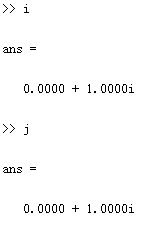 >> i
ans =
0.0000 + 1.0000i
>> j
ans =
0.0000 + 1.0000i